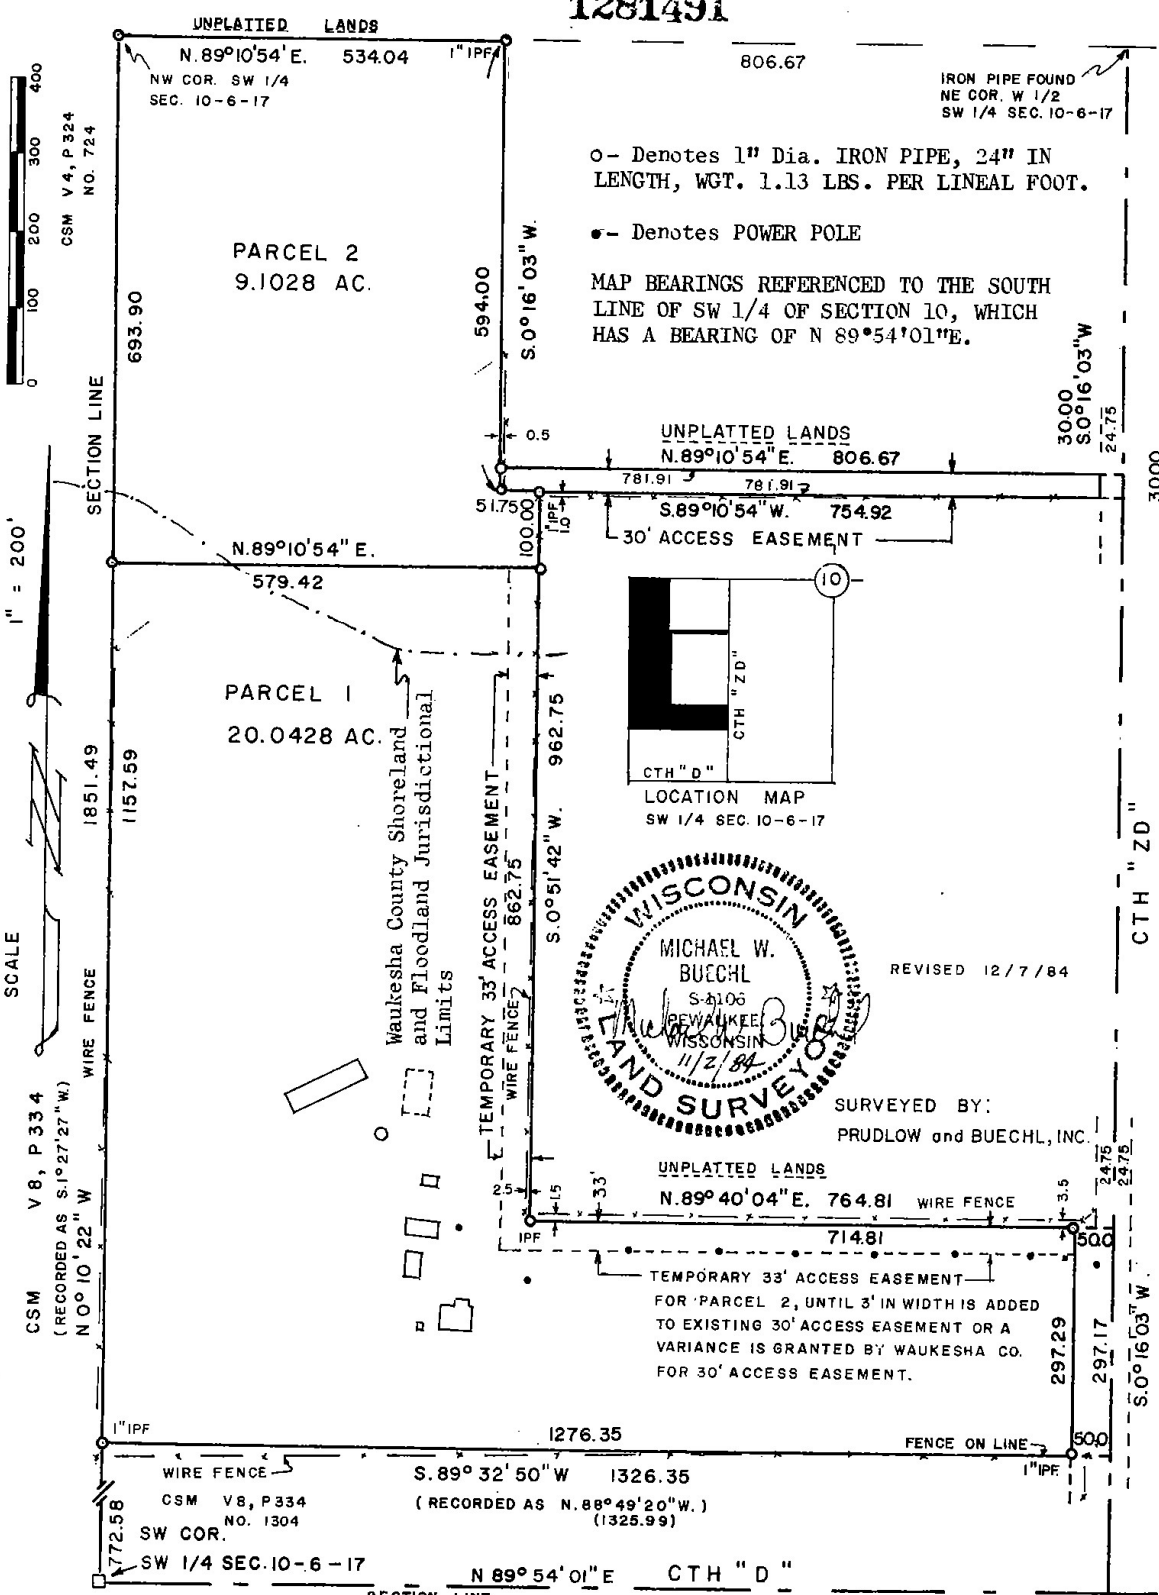 1281491
UNPLATTED LANDS
N.89°10'54"E. 534.04
1" IPF
806.67
NW COR. SW 1/4
SEC. 10-6-17
IRON PIPE FOUND
NE COR. W 1/2
SW 1/4 SEC. 10-6-17
400
300
200
100
0
CSM V 4, P 324
NO. 724
O- Denotes 1" Dia. IRON PIPE, 24" IN
LENGTH, WGT. 1.13 LBS. PER LINEAL FOOT.
●- Denotes POWER POLE
MAP BEARINGS REFERENCED TO THE SOUTH
LINE OF SW 1/4 OF SECTION 10, WHICH
HAS A BEARING OF N 89°54'01"E.
PARCEL 2
9.1028 AC.
693.90
594.00
S.0°16'03"W.
SECTION LINE
30.00
S.0°16'03"W
24.75
0.5
UNPLATTED LANDS
N.89°10'54"E. 806.67
781.91
781.91
30.00
51.75
100.00
1" IPF
1.0
S.89°10'54"W. 754.92
30' ACCESS EASEMENT
N.89°10'54"E.
579.42
1" = 200'
SCALE
10
CTH "ZD"
CTH "D"
LOCATION MAP
SW 1/4 SEC. 10-6-17
PARCEL 1
20.0428 AC.
1851.49
1157.59
Waukesha County Shoreland
and Floodland Jurisdictional
Limits
TEMPORARY 33' ACCESS EASEMENT
862.75
WIRE FENCE
S.0°51'42"W. 962.75
CTH "ZD"
WISCONSIN
LAND SURVEYOR
MICHAEL W.
BUECHL
S-1106
PEWAUKEE
WISCONSIN
Michael W. Buechl
11/2/84
REVISED 12/7/84
SURVEYED BY:
PRUDLOW and BUECHL, INC.
WIRE FENCE
CSM V 8, P 334
(RECORDED AS S.1°27'27"W.)
N 0°10'22" W
24.75
24.75
UNPLATTED LANDS
N.89°40'04"E. 764.81 WIRE FENCE
2.5
1.5
33'
3.5
IPF
714.81
50.0
TEMPORARY 33' ACCESS EASEMENT
FOR PARCEL 2, UNTIL 3' IN WIDTH IS ADDED
TO EXISTING 30' ACCESS EASEMENT OR A
VARIANCE IS GRANTED BY WAUKESHA CO.
FOR 30' ACCESS EASEMENT.
297.29
297.17
S.0°16'03"W.
1" IPF
1276.35
FENCE ON LINE
50.0
1" IPF
WIRE FENCE
S.89°32'50"W 1326.35
CSM V 8, P 334
NO. 1304
(RECORDED AS N.88°49'20"W.)
(1325.99)
772.58
SW COR.
SW 1/4 SEC. 10-6-17
N 89°54'01"E CTH "D"
SECTION LINE